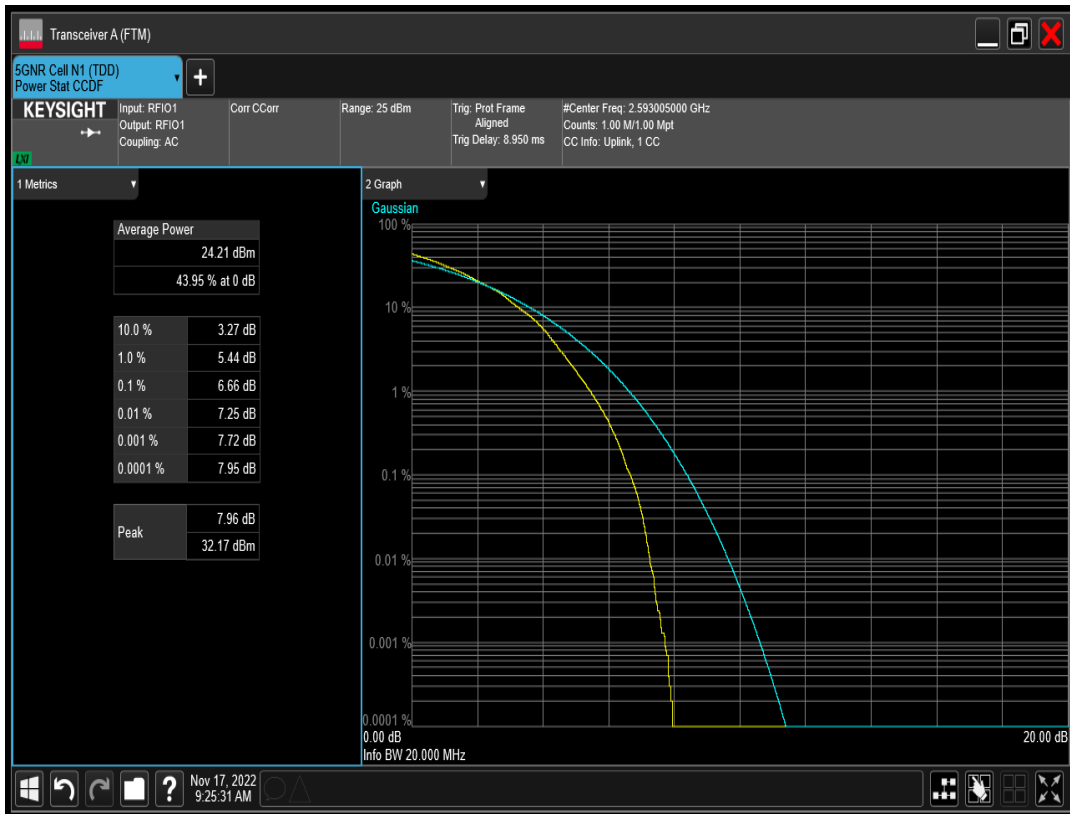 Transceiver A (FTM)
5GNR Cell N1 (TDD)
Power Stat CCDF
+
KEYSIGHT
LXI
Input: RFIO1
Output: RFIO1
Coupling: AC
Corr CCorr
Range: 25 dBm
Trig: Prot Frame
Aligned
Trig Delay: 8.950 ms
#Center Freq: 2.593005000 GHz
Counts: 1.00 M/1.00 Mpt
CC Info: Uplink, 1 CC
1 Metrics
Average Power
24.21 dBm
43.95 % at 0 dB
10.0 % 3.27 dB
1.0 % 5.44 dB
0.1 % 6.66 dB
0.01 % 7.25 dB
0.001 % 7.72 dB
0.0001 % 7.95 dB
Peak 7.96 dB
32.17 dBm
2 Graph
Gaussian
100 %
10 %
1 %
0.1 %
0.01 %
0.001 %
0.0001 %
0.00 dB 20.00 dB
Info BW 20.000 MHz
?
Nov 17, 2022
9:25:31 AM